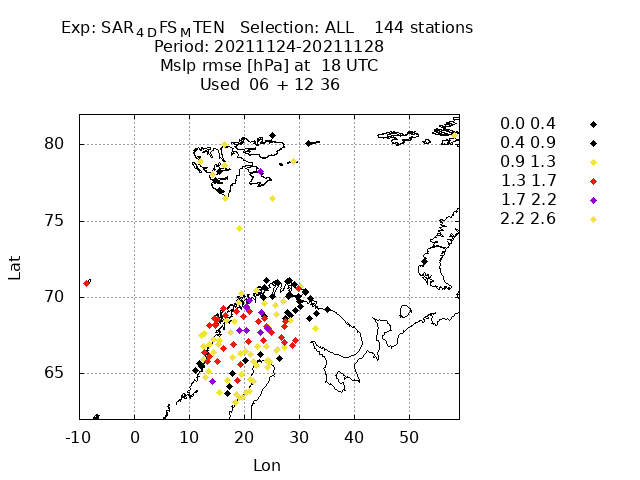 Exp: SAR4DFSMTEN Selection: ALL 144 stations
Period: 20211124-20211128
Mslp rmse [hPa] at 18 UTC
Used 06 + 12 36
0.0 0.4
0.4 0.9
0.9 1.3
1.3 1.7
1.7 2.2
2.2 2.6
80
75
70
65
Lat
-10 0 10 20 30 40 50
Lon